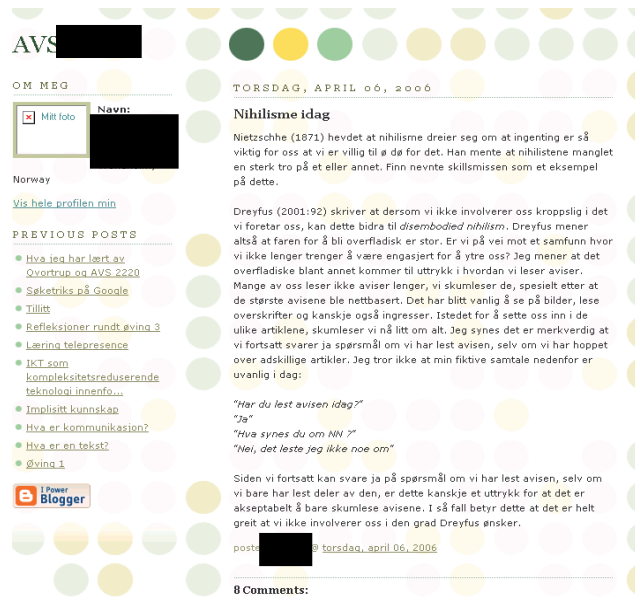 AVS
OM MEG
Mitt foto
Navn:
Norway
Vis hele profilen min
PREVIOUS POSTS
Hva jeg har lært av
Qvortrup og AVS 2220
Søketriks på Google
Tillitt
Refleksjoner rundt øving 3
Læring telepresence
IKT som
kompleksitetsreduserende
teknologi innenfo...
Implisitt kunnskap
Hva er kommunikasjon?
Hva er en tekst?
Øving 1
I Power
Blogger
TORSDAG, APRIL 06, 2006
Nihilisme idag
Nietzschhe (1871) hevdet at nihilisme dreier seg om at ingenting er så
viktig for oss at vi er villig til ø dø for det. Han mente at nihilistene manglet
en sterk tro på et eller annet. Finn nevnte skillsmissen som et eksempel
på dette.
Dreyfus (2001:92) skriver at dersom vi ikke involverer oss kroppslig i det
vi foretar oss, kan dette bidra til disembodied nihilism. Dreyfus mener
altså at faren for å bli overfladisk er stor. Er vi på vei mot et samfunn hvor
vi ikke lenger trenger å være engasjert for å ytre oss? Jeg mener at det
overfladiske blant annet kommer til uttrykk i hvordan vi leser aviser.
Mange av oss leser ikke aviser lenger, vi skumleser de, spesielt etter at
de største avisene ble nettbasert. Det har blitt vanlig å se på bilder, lese
overskrifter og kanskje også ingresser. Istedet for å sette oss inn i de
ulike artiklene, skumleser vi nå litt om alt. Jeg synes det er merkverdig at
vi fortsatt svarer ja spørsmål om vi har lest avisen, selv om vi har hoppet
over adskillige artikler. Jeg tror ikke at min fiktive samtale nedenfor er
uvanlig i dag:
"Har du lest avisen idag?"
"Ja"
"Hva synes du om NN ?"
"Nei, det leste jeg ikke noe om"
Siden vi fortsatt kan svare ja på spørsmål om vi har lest avisen, selv om
vi bare har lest deler av den, er dette kanskje et uttrykk for at det er
akseptabelt å bare skumlese avisene. I så fall betyr dette at det er helt
greit at vi ikke involverer oss i den grad Dreyfus ønsker.
poste @ torsdag, april 06, 2006
8 Comments: